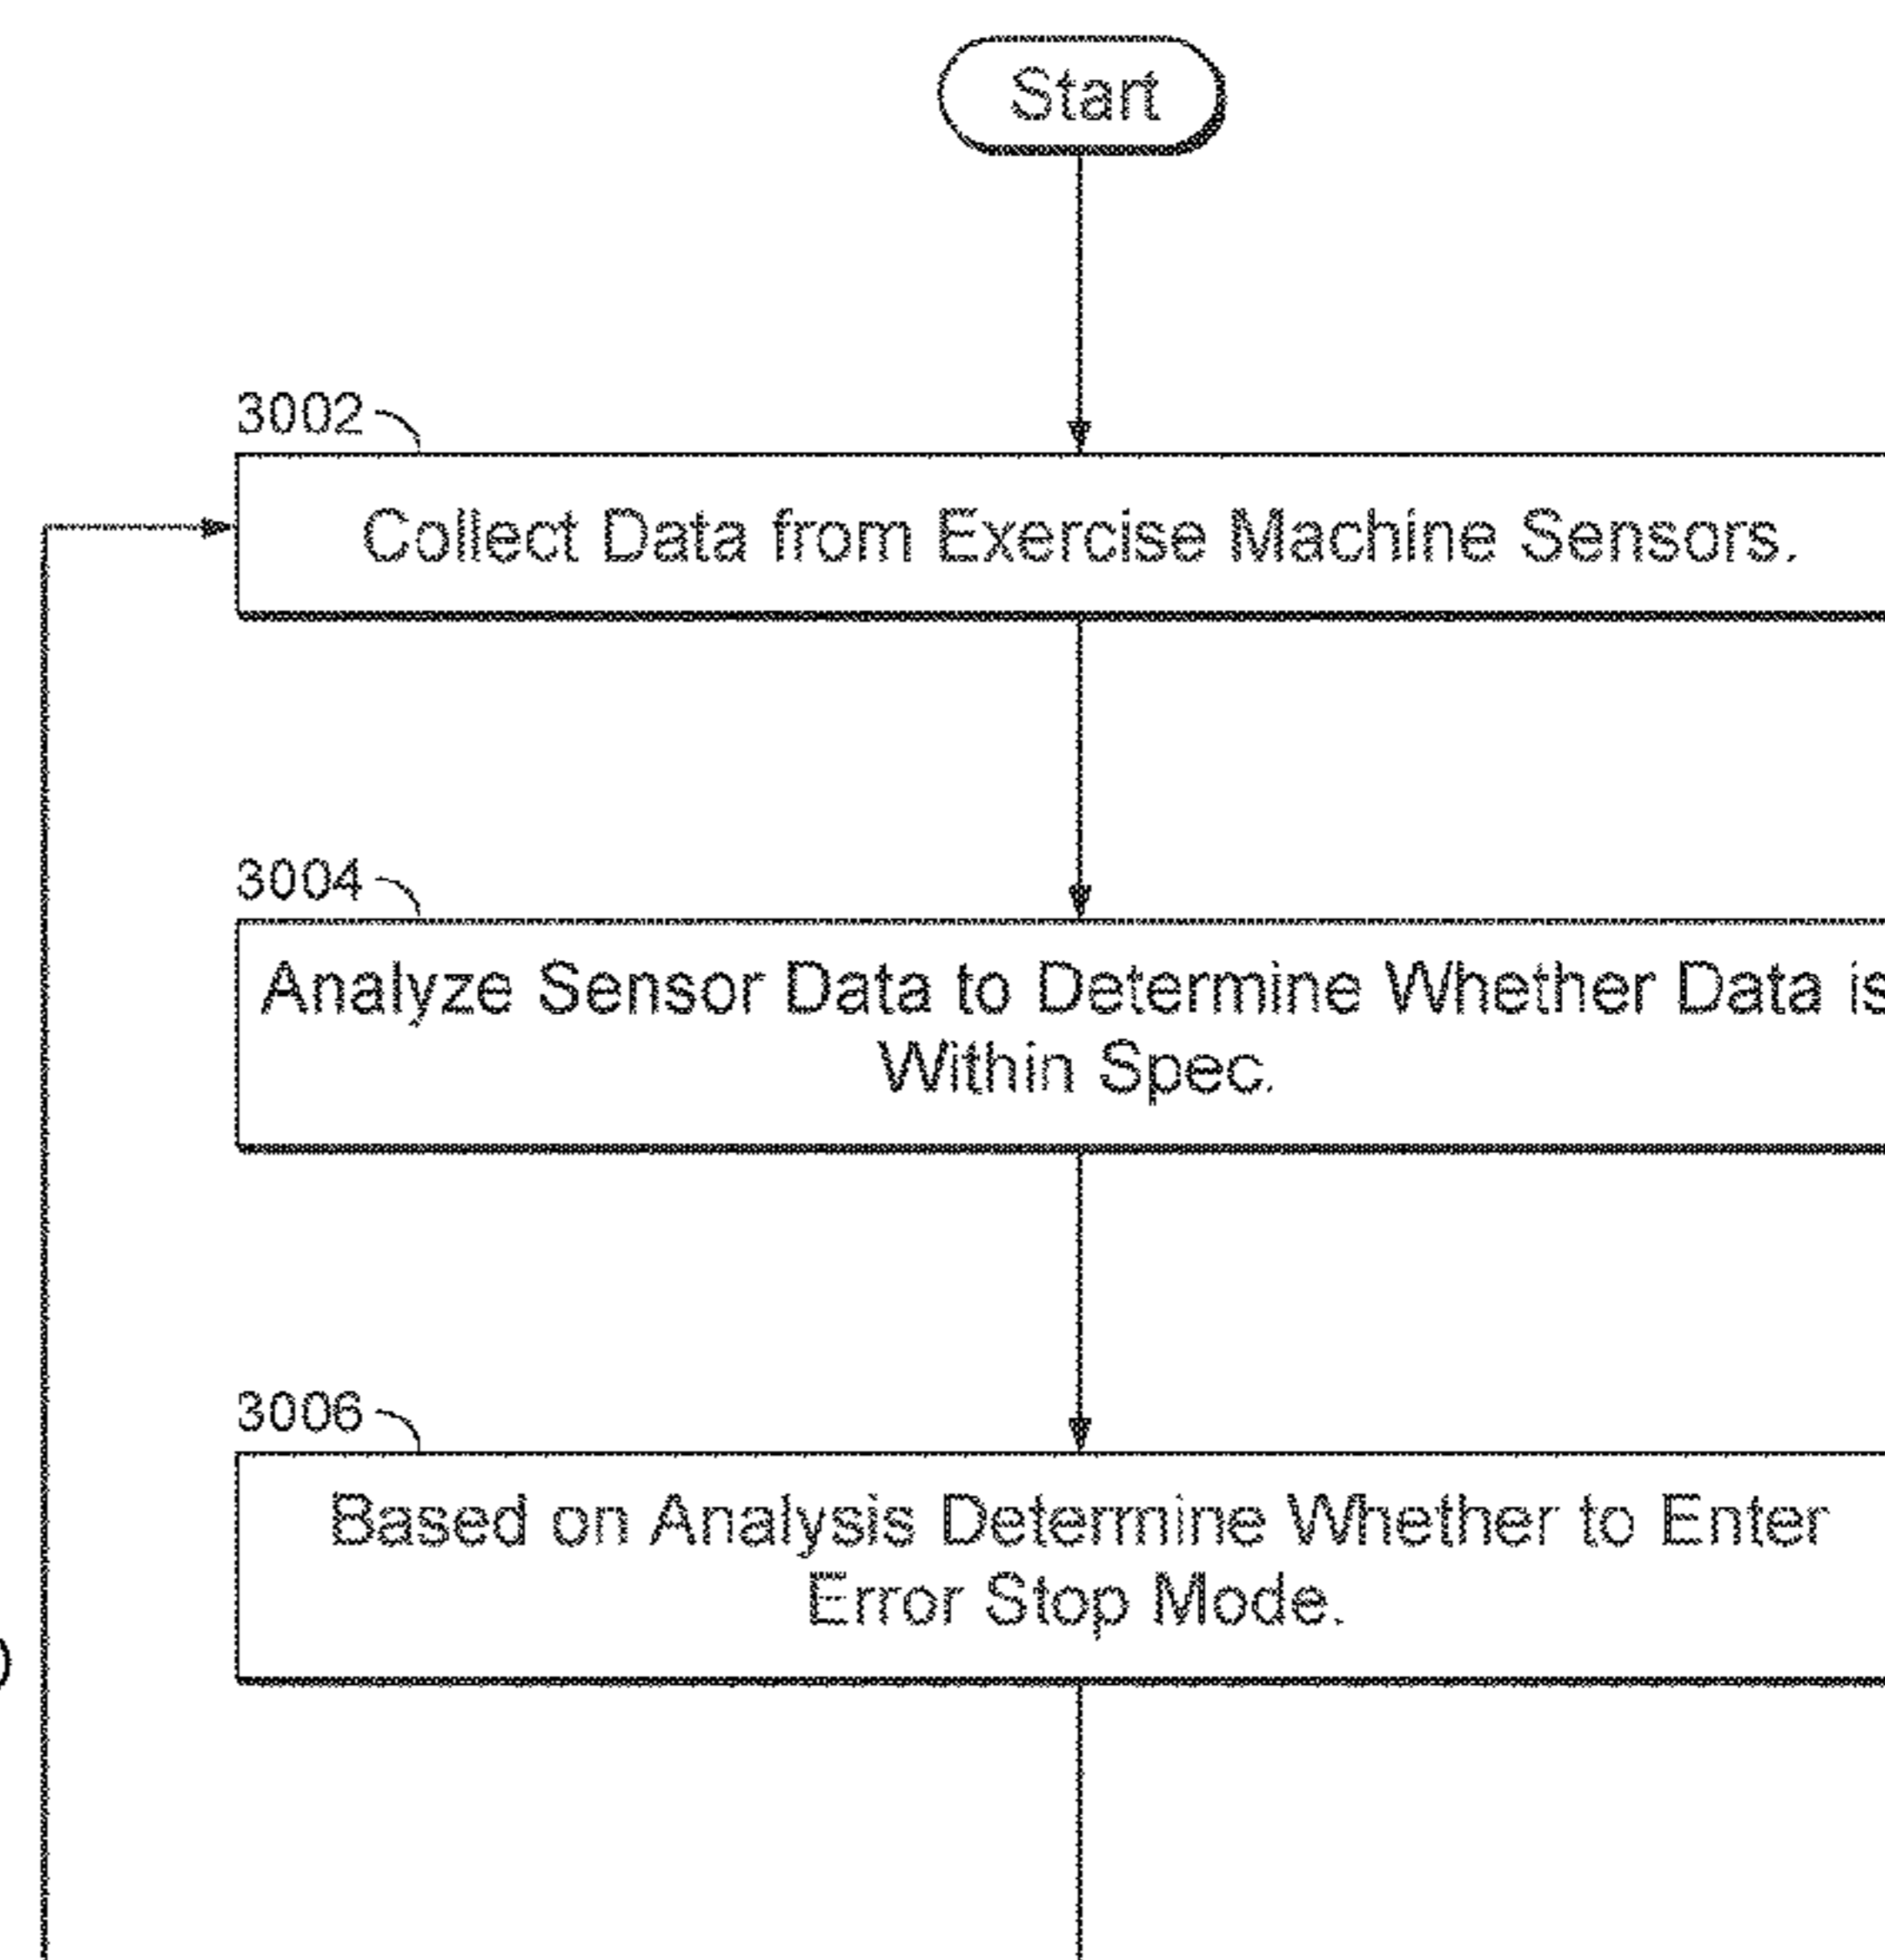 Start
3002
Collect Data from Exercise Machine Sensors.
3004
Analyze Sensor Data to Determine Whether Data is
Within Spec.
3006
Based on Analysis Determine Whether to Enter
Error Stop Mode.